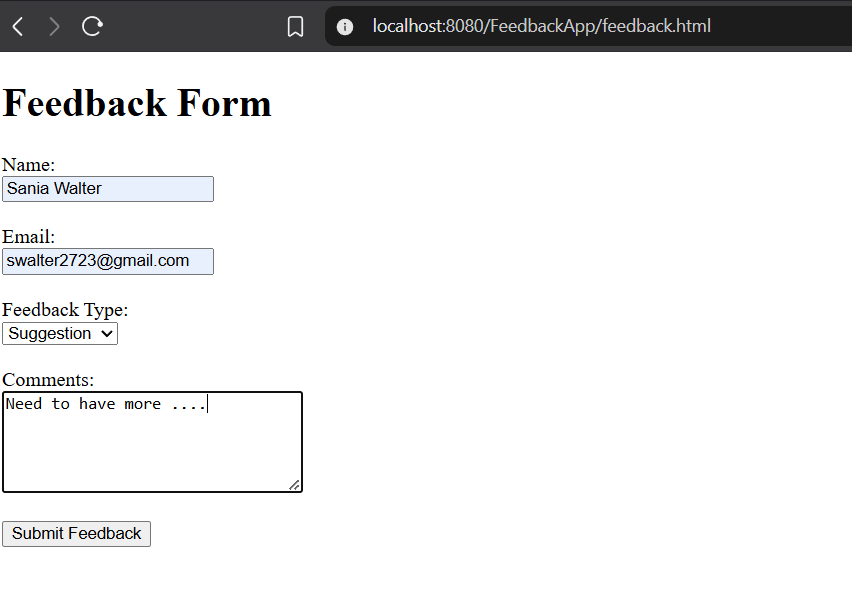 localhost:8080/FeedbackApp/feedback.html
Feedback Form
Name:
Sania Walter
Email:
swalter2723@gmail.com
Feedback Type:
Suggestion
Comments:
Need to have more ....
Submit Feedback